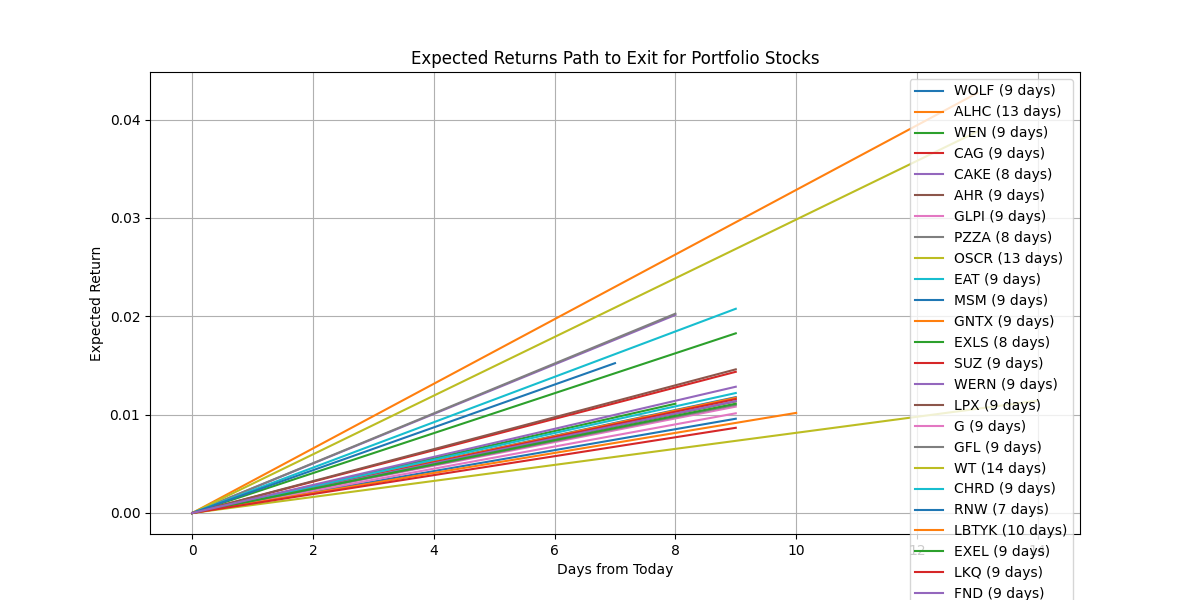 Expected Returns Path to Exit for Portfolio Stocks
Expected Return
0.04
0.03
0.02
0.01
0.00
0
2
4
6
8
10
12
Days from Today
WOLF (9 days)
ALHC (13 days)
WEN (9 days)
CAG (9 days)
CAKE (8 days)
AHR (9 days)
GLPI (9 days)
PZZA (8 days)
OSCR (13 days)
EAT (9 days)
MSM (9 days)
GNTX (9 days)
EXLS (8 days)
SUZ (9 days)
WERN (9 days)
LPX (9 days)
G (9 days)
GFL (9 days)
WT (14 days)
CHRD (9 days)
RNW (7 days)
LBTYK (10 days)
EXEL (9 days)
LKQ (9 days)
FND (9 days)